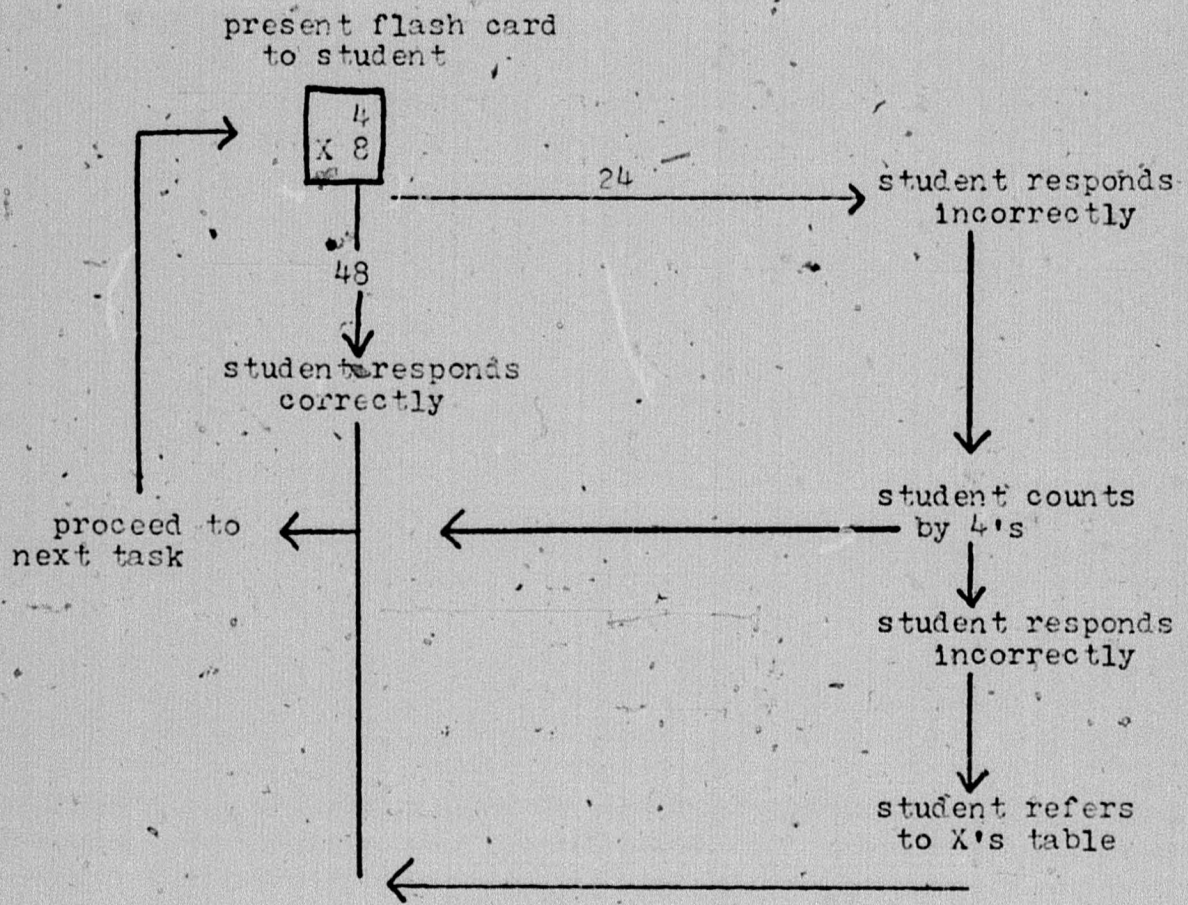 present flash card
to student
4
X 8
24
student responds
incorrectly
48
student responds
correctly
student counts
by 4's
proceed to
next task
student responds
incorrectly
student refers
to X's table